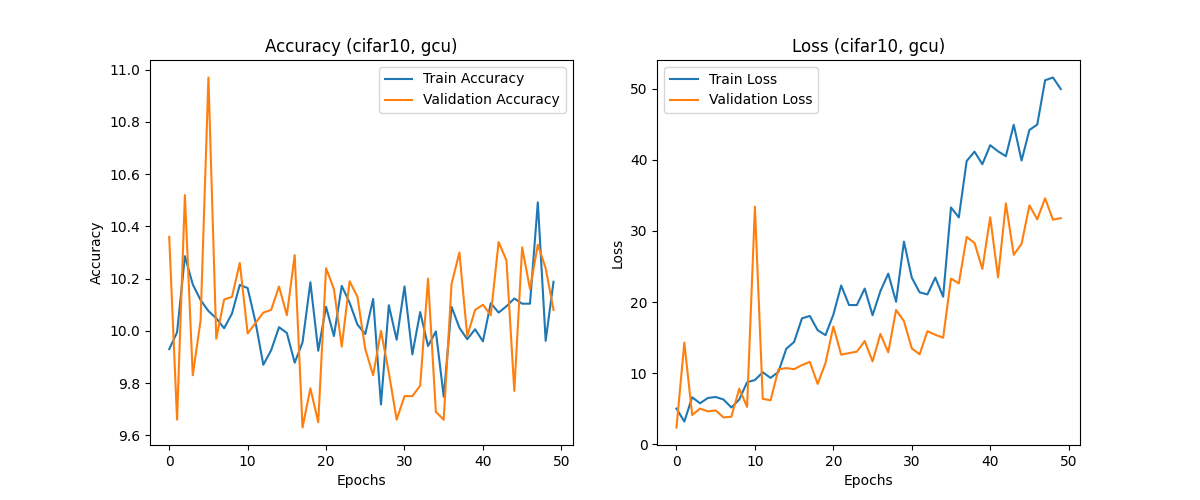 Accuracy (cifar10, gcu)
Train Accuracy
Validation Accuracy
Accuracy
11.0
10.8
10.6
10.4
10.2
10.0
9.8
9.6
0 10 20 30 40 50
Epochs
Loss (cifar10, gcu)
Train Loss
Validation Loss
Loss
50
40
30
20
10
0
0 10 20 30 40 50
Epochs